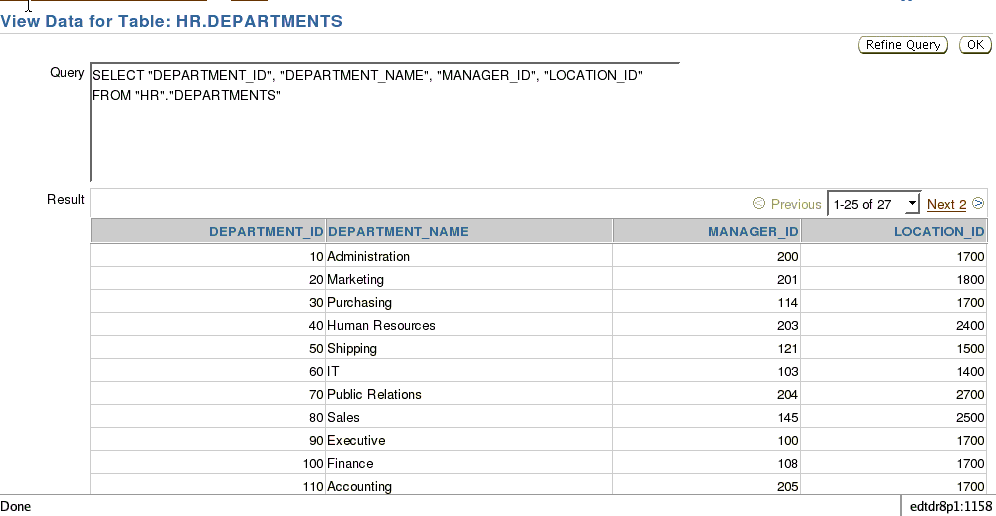 View Data for Table: HR.DEPARTMENTS
Refine Query OK
Query SELECT "DEPARTMENT_ID", "DEPARTMENT_NAME", "MANAGER_ID", "LOCATION_ID"
FROM "HR"."DEPARTMENTS"
Result
Previous 1-25 of 27 Next 2
DEPARTMENT_ID DEPARTMENT_NAME MANAGER_ID LOCATION_ID
10 Administration 200 1700
20 Marketing 201 1800
30 Purchasing 114 1700
40 Human Resources 203 2400
50 Shipping 121 1500
60 IT 103 1400
70 Public Relations 204 2700
80 Sales 145 2500
90 Executive 100 1700
100 Finance 108 1700
110 Accounting 205 1700
Done edtdr8p1:1158